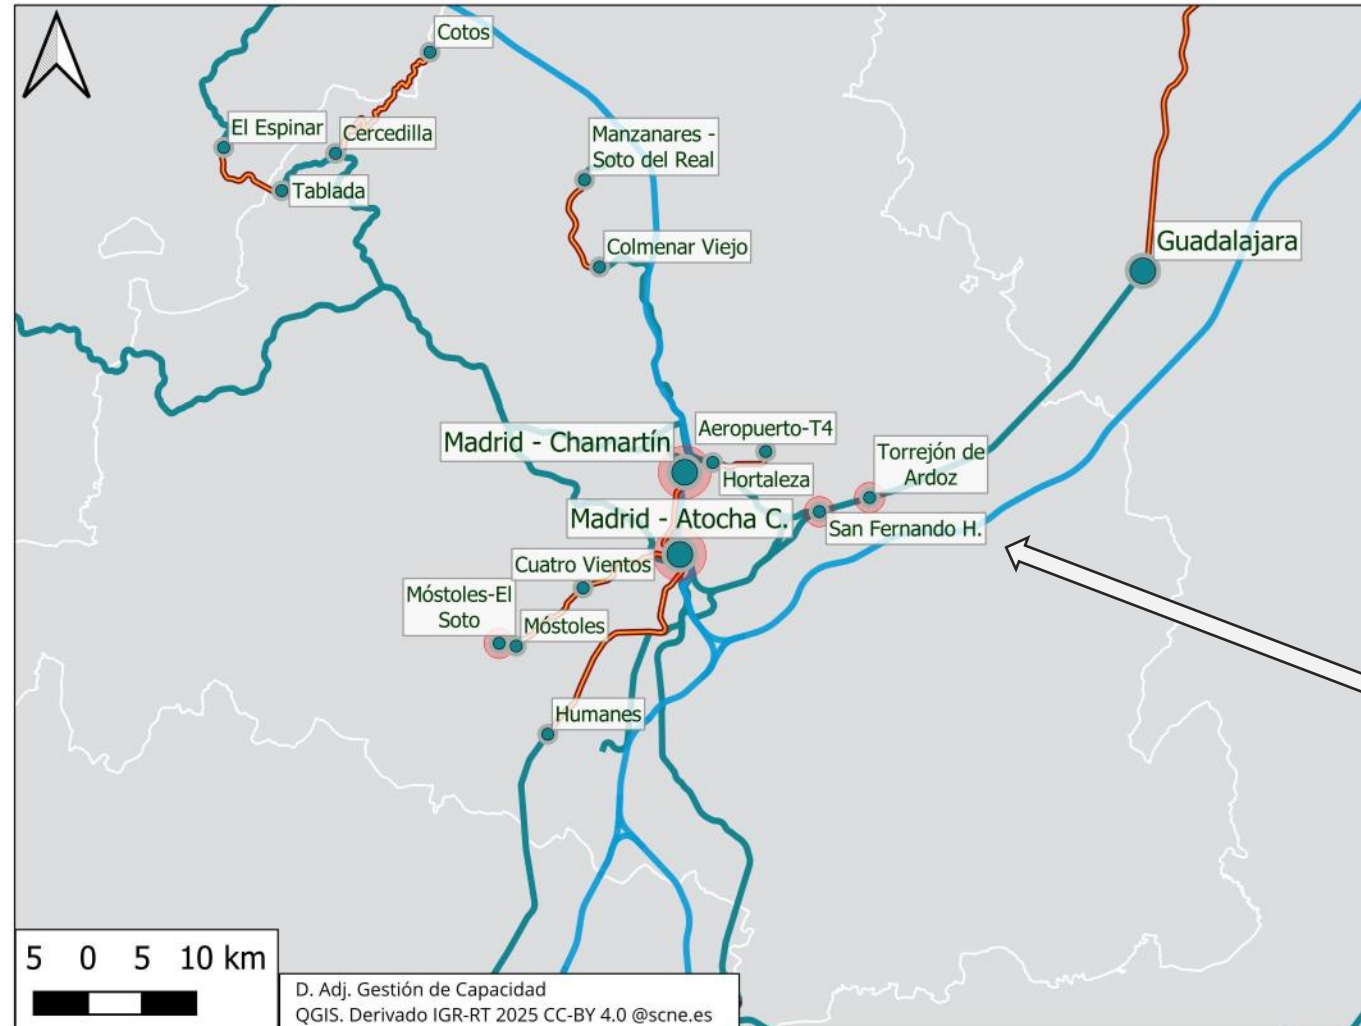 Cotos
El Espinar
Cercedilla
Manzanares -
Soto del Real
Tablada
Colmenar Viejo
Guadalajara
Madrid - Chamartín
Aeropuerto-T4
Hortaleza
Torrejón de
Ardoz
Madrid - Atocha C.
San Fernando H.
Cuatro Vientos
Móstoles-El
Soto
Móstoles
Humanes
5 0 5 10 km
D. Adj. Gestión de Capacidad
QGIS. Derivado IGR-RT 2025 CC-BY 4.0 @scne.es